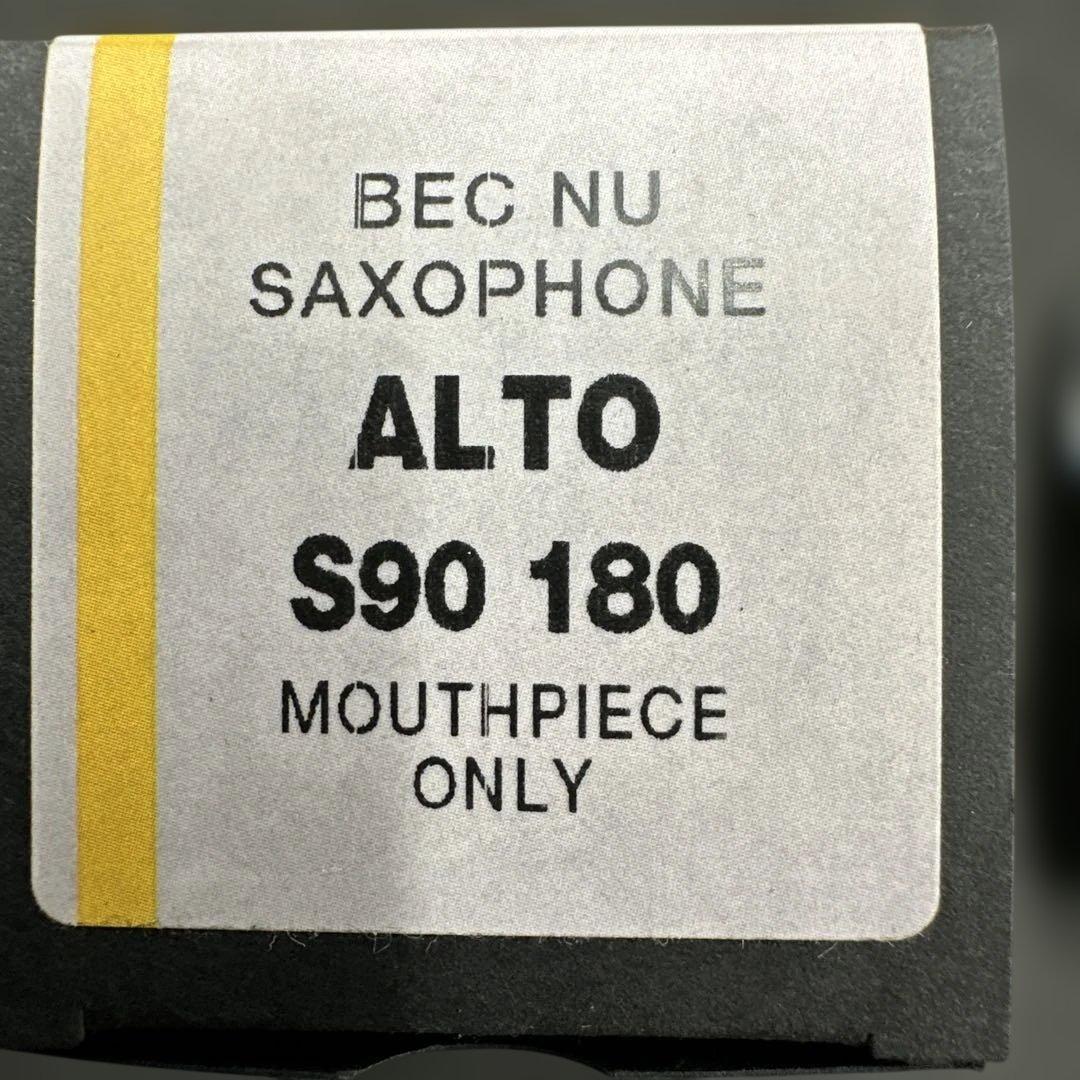 BEC NU
SAXOPHONE
ALTO
S90 180
MOUTHPIECE
ONLY